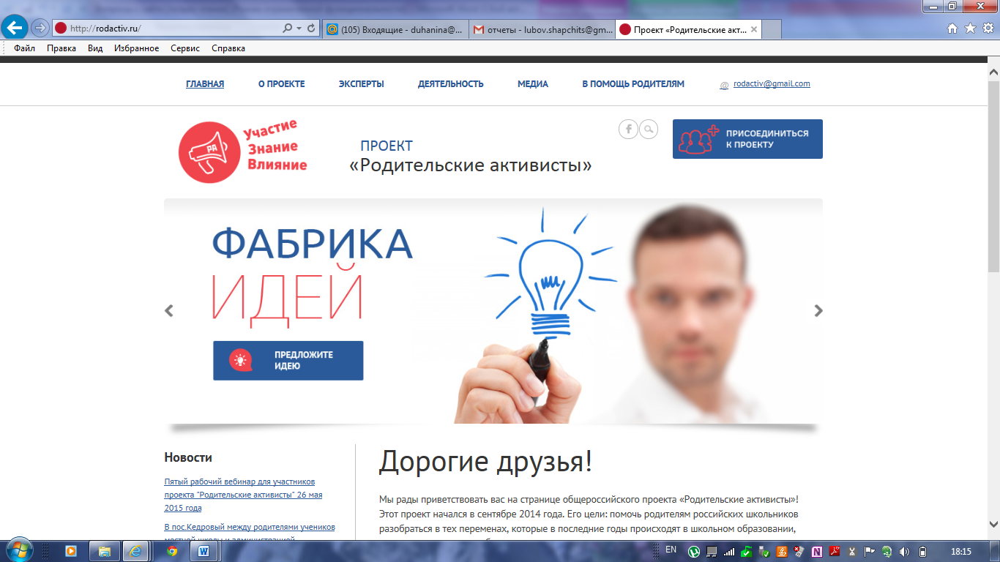 http://rodactiv.ru/
(105) Входящие - duhanina@...
отчеты - lubov.shapchits@gm...
Проект «Родительские акт...
Файл Правка Вид Избранное Сервис Справка
ГЛАВНАЯ О ПРОЕКТЕ ЭКСПЕРТЫ ДЕЯТЕЛЬНОСТЬ МЕДИА В ПОМОЩЬ РОДИТЕЛЯМ @ rodactiv@gmail.com
РД
Участие
Знание
Влияние
ПРОЕКТ
«Родительские активисты»
f
ПРИСОЕДИНИТЬСЯ
К ПРОЕКТУ
ФАБРИКА
ИДЕЙ
ПРЕДЛОЖИТЕ
ИДЕЮ
Новости
Пятый рабочий вебинар для участников
проекта "Родительские активисты" 26 мая
2015 года
В пос.Кедровый между родителями учеников
местной школы и администрацией
Дорогие друзья!
Мы рады приветствовать вас на странице общероссийского проекта «Родительские активисты»!
Этот проект начался в сентябре 2014 года. Его цели: помочь родителям российских школьников
разобраться в тех переменах, которые в последние годы происходят в школьном образовании,
EN
18:15